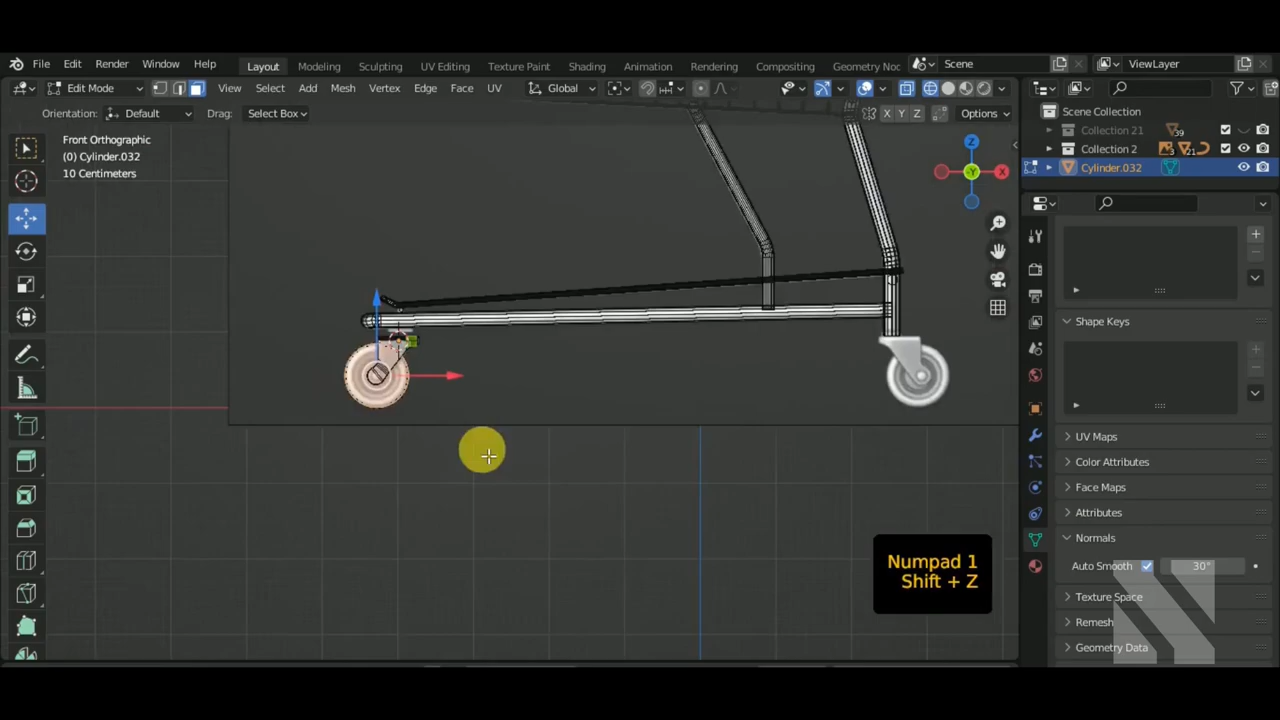 File Edit Render Window Help Layout Modeling Sculpting UV Editing Texture Paint Shading Animation Rendering Compositing Geometry Noc Scene ViewLayer
Edit Mode View Select Add Mesh Vertex Edge Face UV Global
Orientation: Default Drag: Select Box X Y Z Options
Front Orthographic
(0) Cylinder.032
10 Centimeters
Z
X
-Y
Scene Collection
Collection 21 39
Collection 2 3 21
Cylinder.032
Shape Keys
UV Maps
Color Attributes
Face Maps
Attributes
Normals
Auto Smooth 30°
Texture Space
Remesh
Geometry Data
Numpad 1
Shift + Z